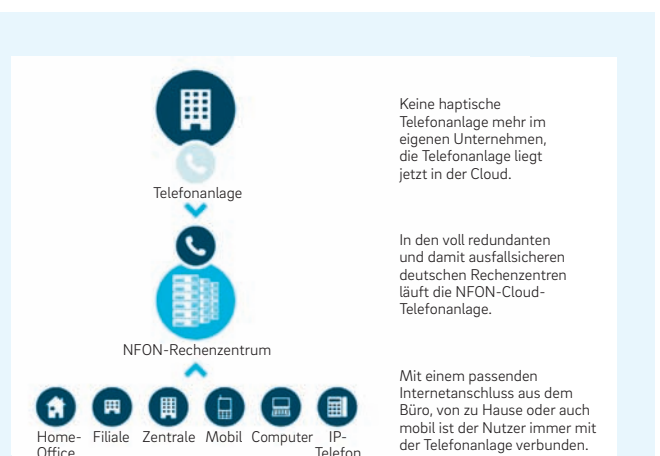 Keine haptische
Telefonanlage mehr im
eigenen Unternehmen,
die Telefonanlage liegt
jetzt in der Cloud.
Telefonanlage
In den voll redundanten
und damit ausfallsicheren
deutschen Rechenzentren
läuft die NFON-Cloud-
Telefonanlage.
NFON-Rechenzentrum
Mit einem passenden
Internetanschluss aus dem
Büro, von zu Hause oder auch
mobil ist der Nutzer immer mit
der Telefonanlage verbunden.
Home- Filiale Zentrale Mobil Computer IP-
Office Telefon